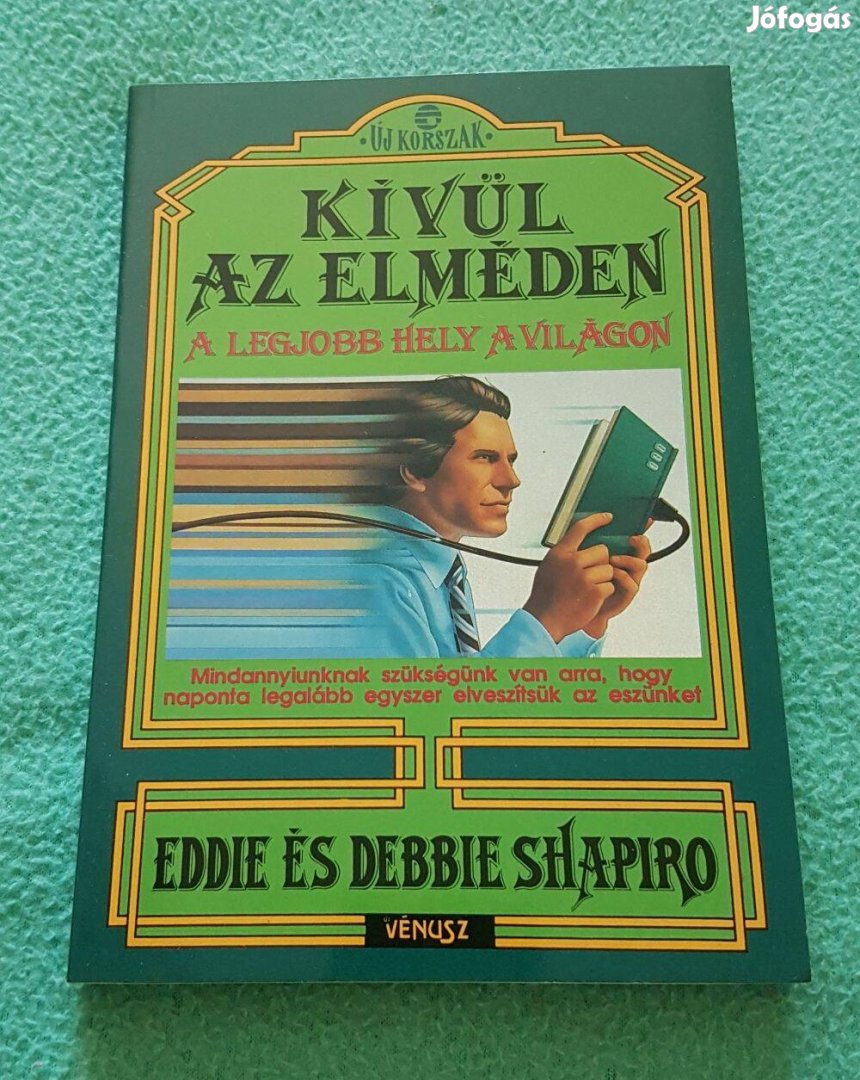 Jófogás
ÚJ KORSZAK
KÍVÜL
AZ ELMÉDEN
A LEGJOBB HELY A VILÁGON
Mindannyiunknak szükségünk van arra, hogy
naponta legalább egyszer elveszítsük az eszünket
EDDIE ÉS DEBBIE SHAPIRO
VÉNUSZ